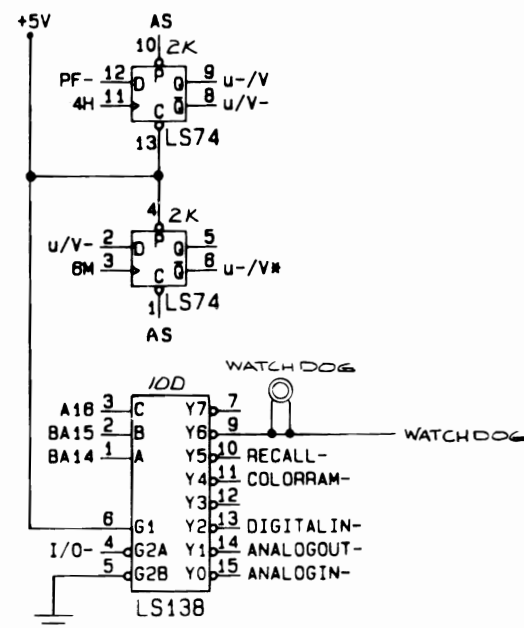 +5V
AS
10 2K
PF- 12 D P Q 9 u-/V
4H 11 Q 8 u/V-
C
13 LS74
4 2K
u/V- 2 D P Q 5
6M 3 Q 6 u-/V*
C
1 LS74
AS
WATCHDOG
10D
A16 3 C Y7 7
BA15 2 B Y6 9 WATCHDOG
BA14 1 A Y5 10 RECALL-
Y4 11 COLORRAM-
Y3 12
6 G1 Y2 13 DIGITALIN-
I/O- 4 G2A Y1 14 ANALOGOUT-
5 G2B Y0 15 ANALOGIN-
LS138